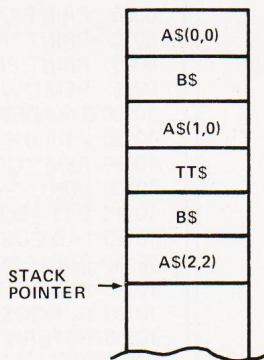 A$(0,0)
B$
A$(1,0)
TT$
B$
A$(2,2)
STACK
POINTER